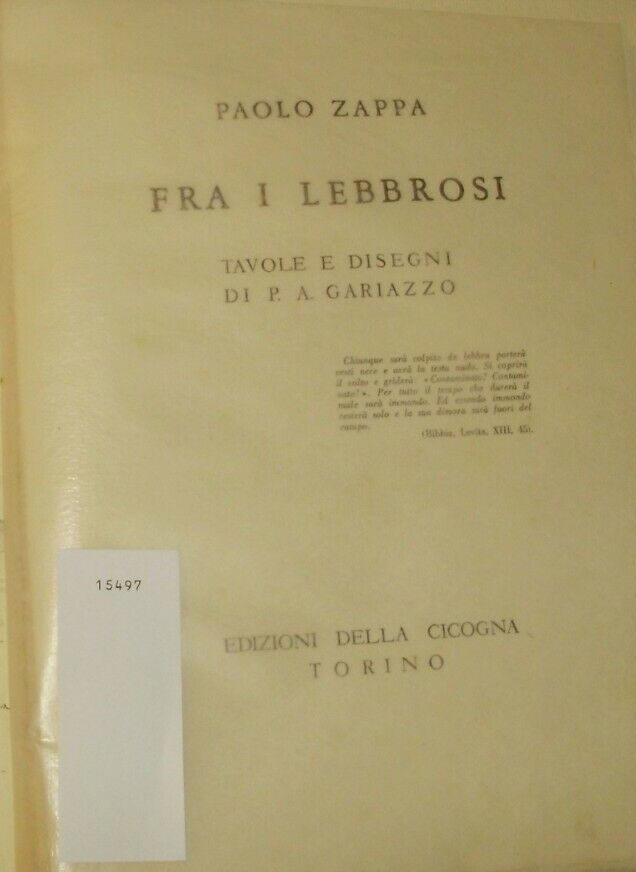 PAOLO ZAPPA
FRA I LEBBROSI
TAVOLE E DISEGNI
DI P. A. GARIAZZO
Chiunque sarà colpito da lebbra porterà
vesti nere e avrà la testa nuda. Si coprirà
il volto e griderà «Contaminato! Contami-
nato!». Per tutto il tempo che durerà il
male sarà immondo. Ed essendo immondo
resterà solo e la sua dimora sarà fuori del
campo.
(Bibbia, Levita, XIII, 45).
15497
EDIZIONI DELLA CICOGNA
TORINO